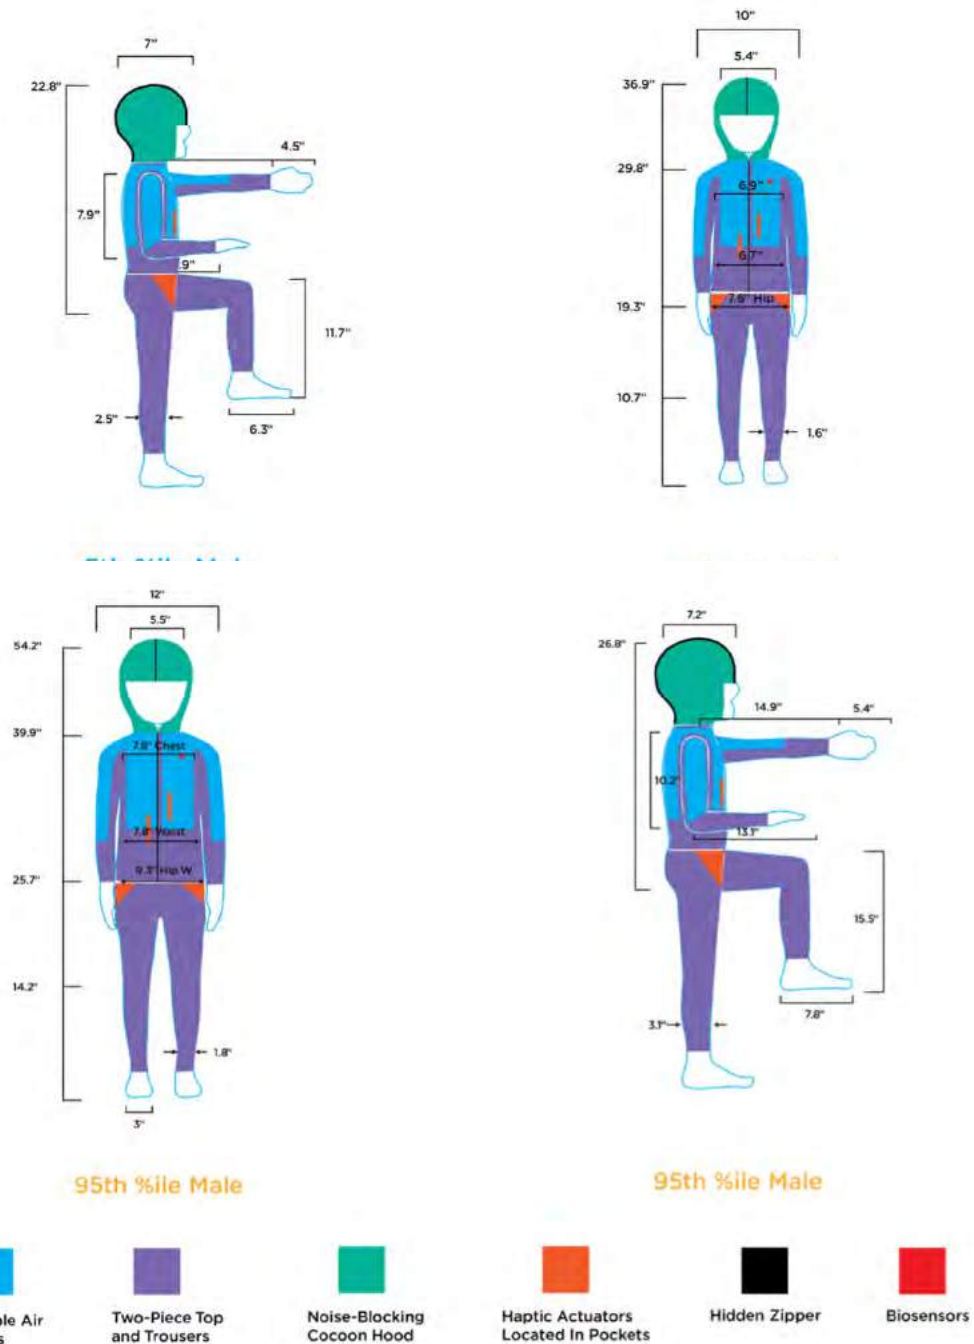 7"
22.8"
4.5"
7.9"
.9"
11.7"
2.5"
6.3"
10"
5.4"
36.9"
29.8"
6.9"
6.7"
7.6" Hip
19.3"
10.7"
1.6"
12"
5.5"
54.2"
39.9"
7.8" Chest
7.8" Waist
9.3" Hip W
25.7"
14.2"
1.8"
3"
95th %ile Male
7.2"
26.8"
14.9"
5.4"
10.2"
13.1"
15.5"
7.8"
3.1"
95th %ile Male
le Air
s
Two-Piece Top
and Trousers
Noise-Blocking
Cocoon Hood
Haptic Actuators
Located In Pockets
Hidden Zipper
Biosensors